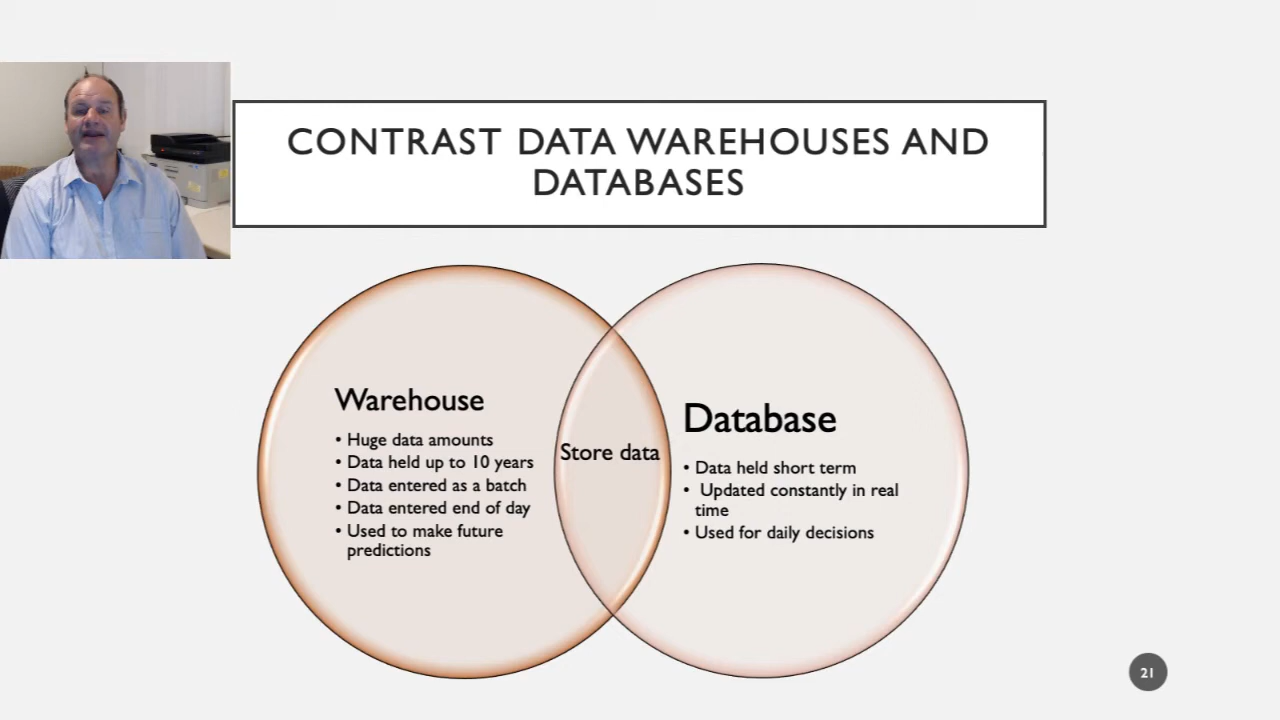 CONTRAST DATA WAREHOUSES AND
DATABASES
Warehouse
• Huge data amounts
• Data held up to 10 years
• Data entered as a batch
• Data entered end of day
• Used to make future
predictions
Store data
Database
• Data held short term
• Updated constantly in real
time
• Used for daily decisions
21